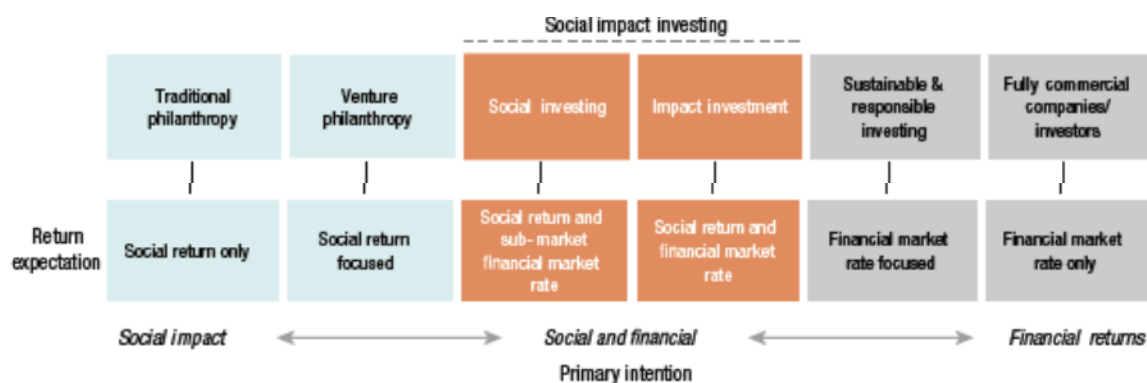 Social impact investing
Traditional
philanthropy
Venture
philanthropy
Social investing
Impact investment
Sustainable &
responsible
investing
Fully commercial
companies/
investors
Return
expectation
Social return only
Social return
focused
Social return and
sub- market
financial market
rate
Social return and
financial market
rate
Financial market
rate focused
Financial market
rate only
Social impact
Social and financial
Financial returns
Primary intention